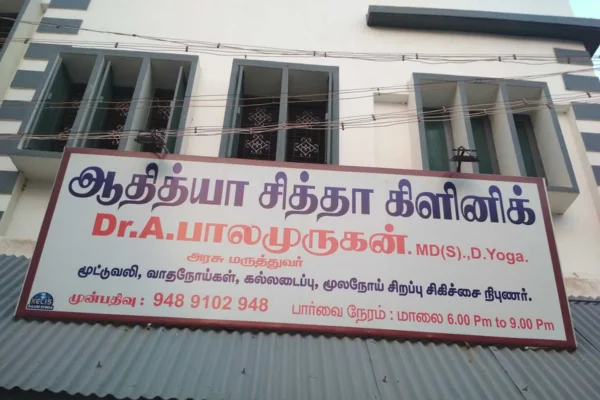 ஆதித்யா சித்தா கிளினிக்
Dr.A.பாலமுருகன். MD(S).,D.Yoga.
அரசு மருத்துவர்
மூட்டுவலி, வாதநோய்கள், கல்லடைப்பு, மூலநோய் சிறப்பு சிகிச்சை நிபுணர்.
முன்பதிவு : 948 9102 948 பார்வை நேரம் : மாலை 6.00 Pm to 9.00 Pm